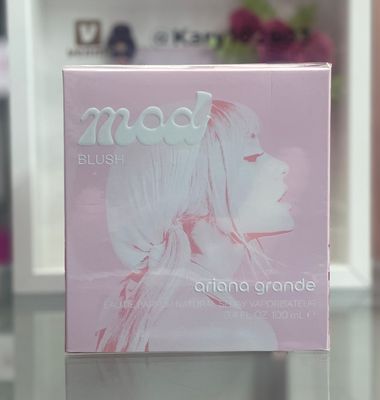 mod
BLUSH
ariana grande
EAU DE PARFUM NATURAL SPRAY VAPORISATEUR
3.4 FL OZ 100 mL ℮